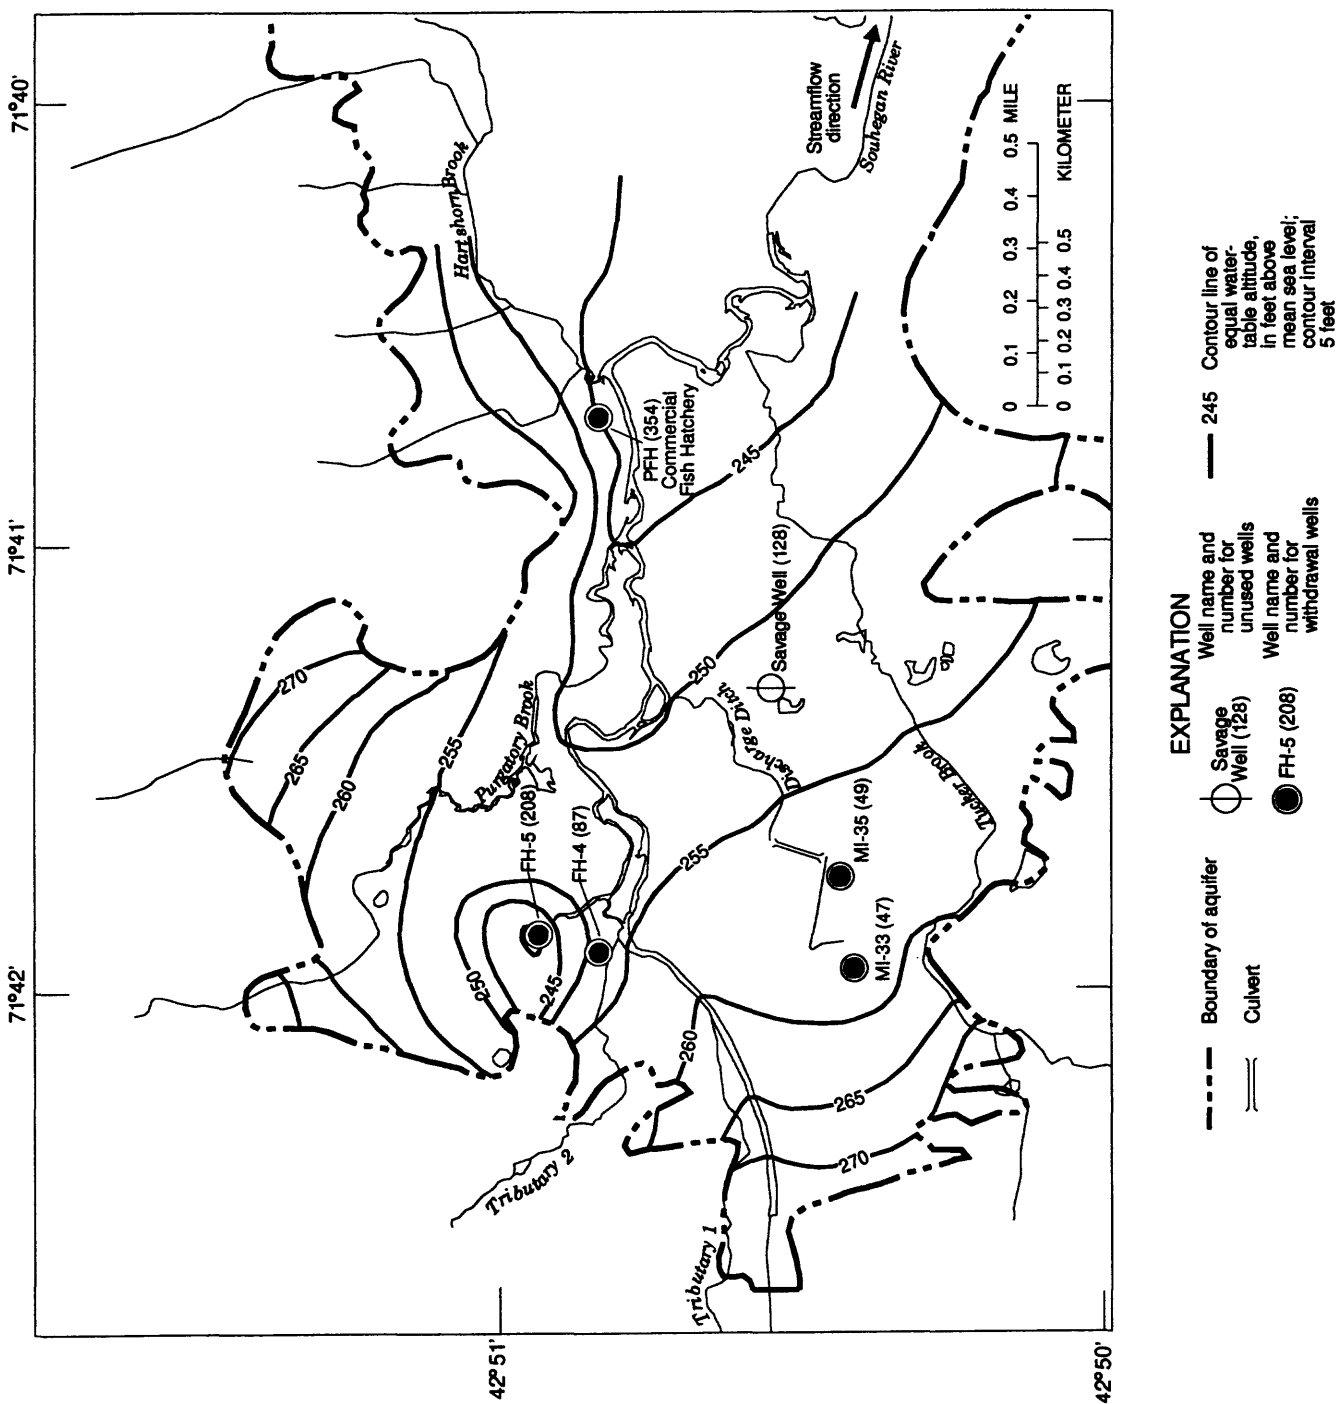 71°40'
71°41'
71°42'
42°51'
42°50'
Hartshorn Brook
Streamflow
direction
Souhegan River
PFH (354)
Commercial
Fish Hatchery
0 0.1 0.2 0.3 0.4 0.5 MILE
0 0.1 0.2 0.3 0.4 0.5 KILOMETER
245
Savage Well (128)
250
Discharge Ditch
270
265
260
255
Purgatory Brook
FH-5 (208)
FH-4 (87)
250
245
255
MI-35 (49)
MI-33 (47)
Tucker Brook
260
265
270
Tributary 2
Tributary 1
EXPLANATION
Boundary of aquifer
Culvert
Savage
Well (128)
Well name and
number for
unused wells
FH-5 (208)
Well name and
number for
withdrawal wells
245
Contour line of
equal water-
table altitude,
in feet above
mean sea level;
contour interval
5 feet